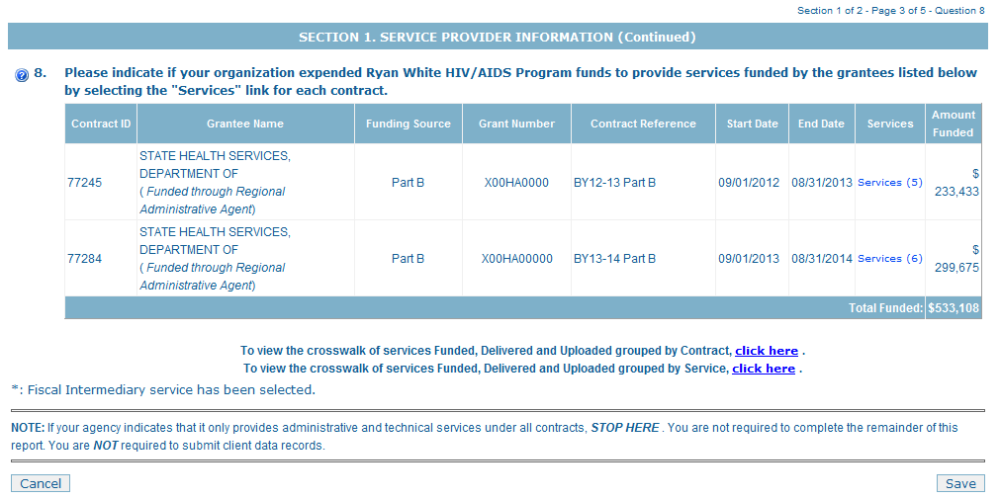 Section 1 of 2 - Page 3 of 5 - Question 8
SECTION 1. SERVICE PROVIDER INFORMATION (Continued)
? 8. Please indicate if your organization expended Ryan White HIV/AIDS Program funds to provide services funded by the grantees listed below
by selecting the "Services" link for each contract.
Contract ID Grantee Name Funding Source Grant Number Contract Reference Start Date End Date Services Amount Funded
77245 STATE HEALTH SERVICES, DEPARTMENT OF ( Funded through Regional Administrative Agent) Part B X00HA0000 BY12-13 Part B 09/01/2012 08/31/2013 Services (5) $ 233,433
77284 STATE HEALTH SERVICES, DEPARTMENT OF ( Funded through Regional Administrative Agent) Part B X00HA00000 BY13-14 Part B 09/01/2013 08/31/2014 Services (6) $ 299,675
Total Funded: $533,108
To view the crosswalk of services Funded, Delivered and Uploaded grouped by Contract, click here .
To view the crosswalk of services Funded, Delivered and Uploaded grouped by Service, click here .
*: Fiscal Intermediary service has been selected.
NOTE: If your agency indicates that it only provides administrative and technical services under all contracts, STOP HERE . You are not required to complete the remainder of this
report. You are NOT required to submit client data records.
Cancel Save